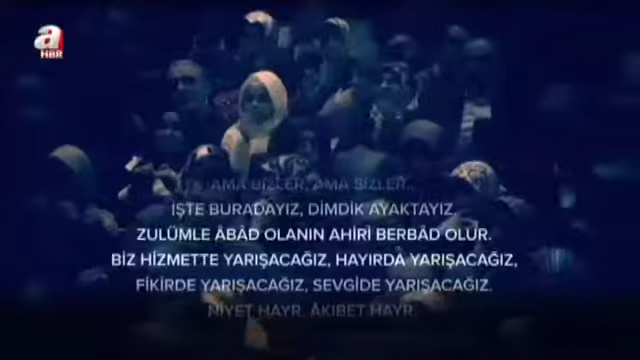 a
HBR
AMA BİZLER, AMA SİZLER..
İŞTE BURADAYIZ, DİMDİK AYAKTAYIZ.
ZULÜMLE ÂBÂD OLANIN AHİRİ BERBÂD OLUR.
BİZ HİZMETTE YARIŞACAĞIZ, HAYIRDA YARIŞACAĞIZ,
FİKİRDE YARIŞACAĞIZ, SEVGİDE YARIŞACAĞIZ.
NİYET HAYR, ÂKIBET HAYR.